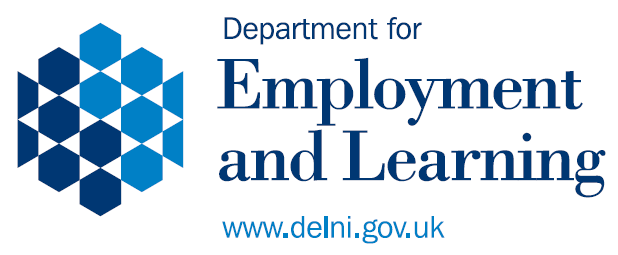 Department for
Employment
and Learning
www.delni.gov.uk